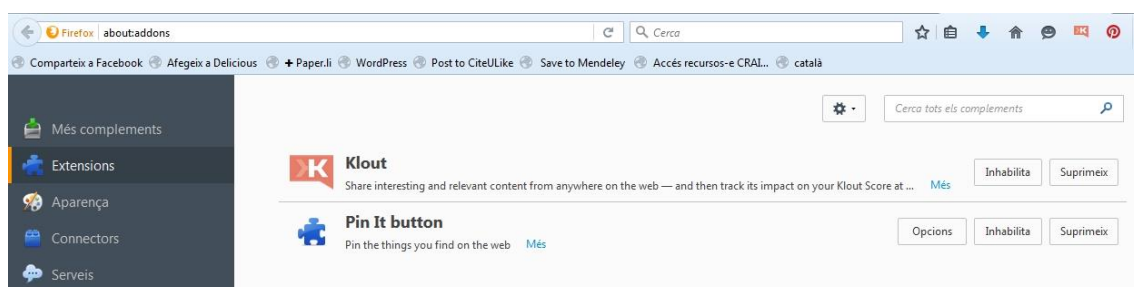 Firefox about:addons
Cerca
Comparteix a Facebook Afegeix a Delicious + Paper.li WordPress Post to CiteULike Save to Mendeley Accés recursos-e CRAI... català
Cerca tots els complements
Més complements
Extensions
Aparença
Connectors
Serveis
Klout
Share interesting and relevant content from anywhere on the web — and then track its impact on your Klout Score at ... Més
Inhabilita Suprimeix
Pin It button
Pin the things you find on the web Més
Opcions Inhabilita Suprimeix